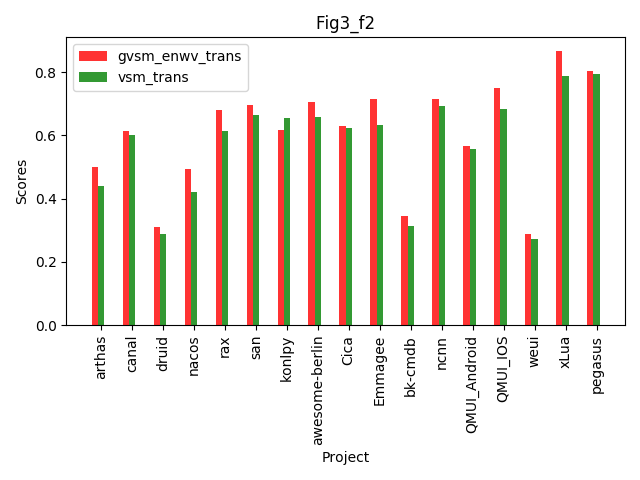 Fig3_f2
gvsm_enwv_trans
vsm_trans
Scores
0.8
0.6
0.4
0.2
0.0
arthas
canal
druid
nacos
rax
san
konlpy
awesome-berlin
Cica
Emmagee
bk-cmdb
ncnn
QMUI_Android
QMUI_IOS
weui
xLua
pegasus
Project